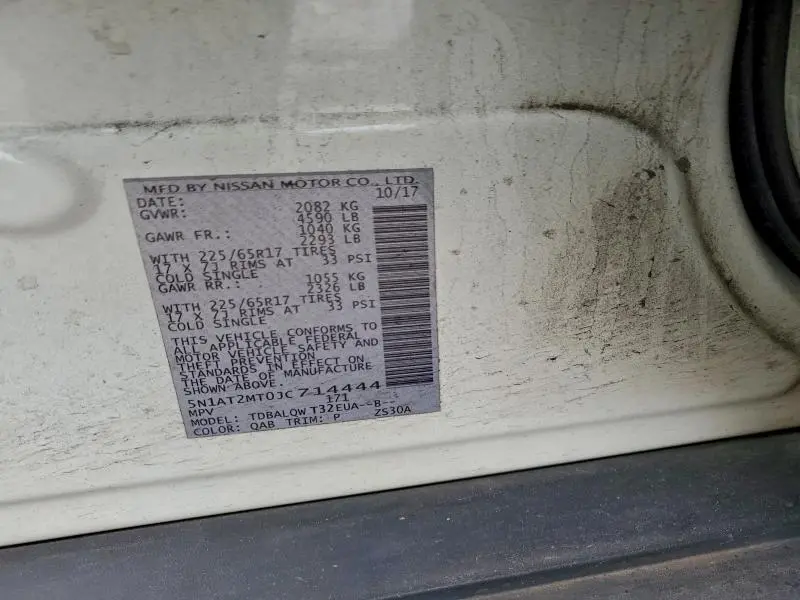 MFD BY NISSAN MOTOR CO., LTD.
DATE: 10/17
GVWR: 2082 KG
4590 LB
GAWR FR.: 1040 KG
2293 LB
WITH 225/65R17 TIRES
17 X 7J RIMS AT 33 PSI
COLD SINGLE
GAWR RR.: 1055 KG
2326 LB
WITH 225/65R17 TIRES
17 X 7J RIMS AT 33 PSI
COLD SINGLE
THIS VEHICLE CONFORMS TO
ALL APPLICABLE FEDERAL
MOTOR VEHICLE SAFETY AND
THEFT PREVENTION
STANDARDS IN EFFECT ON
THE DATE OF MANUFACTURE
SHOWN ABOVE.
5N1AT2MT0JC714444
MPV 171
MODEL: TDBALQW T32EUA--B--
COLOR: QAB TRIM: P ZS30A